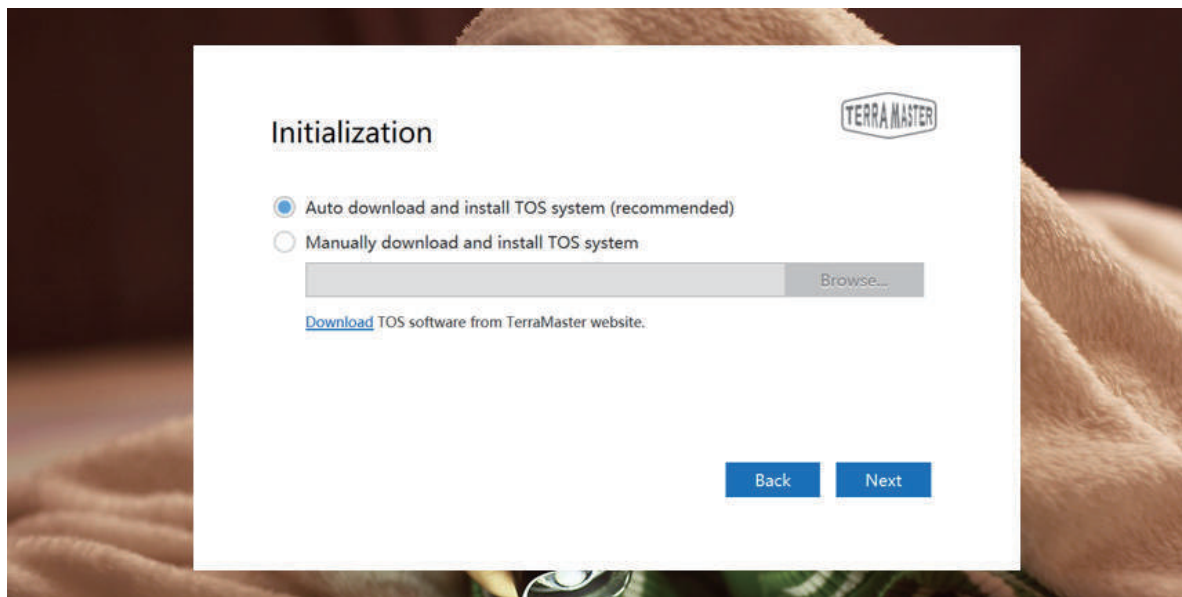 Initialization
TERRA MASTER
Auto download and install TOS system (recommended)
Manually download and install TOS system
Browse...
Download TOS software from TerraMaster website.
Back
Next